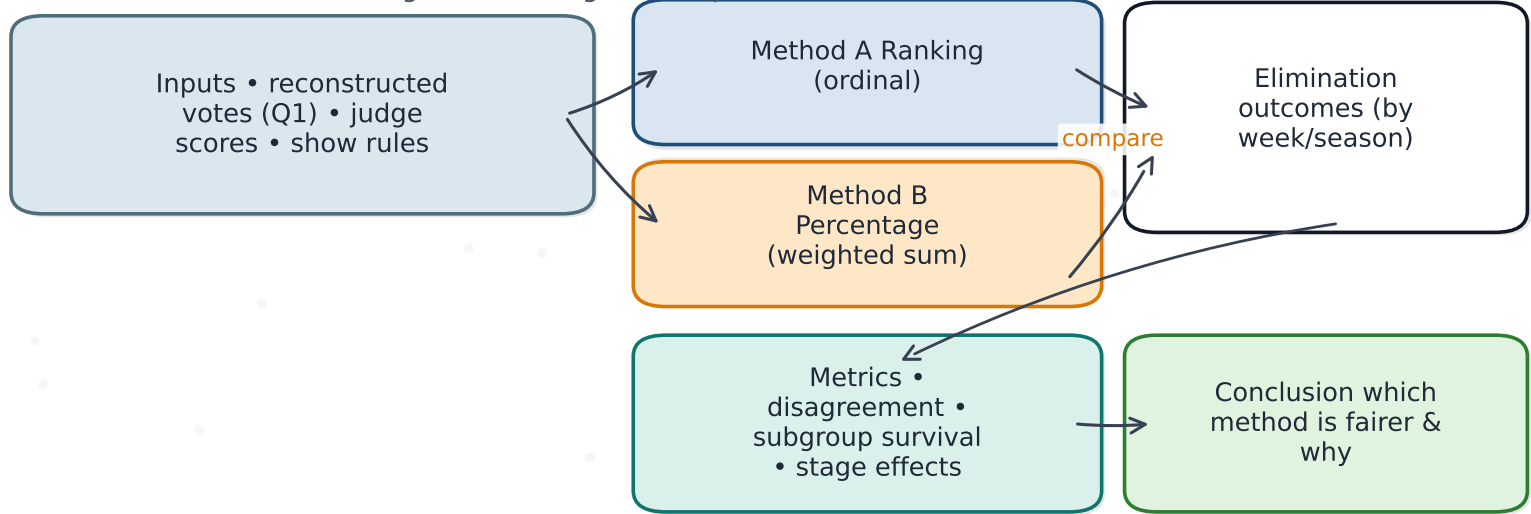 Inputs • reconstructed
votes (Q1) • judge
scores • show rules
Method A Ranking
(ordinal)
compare
Elimination
outcomes (by
week/season)
Method B
Percentage
(weighted sum)
Metrics •
disagreement •
subgroup survival
• stage effects
Conclusion which
method is fairer &
why